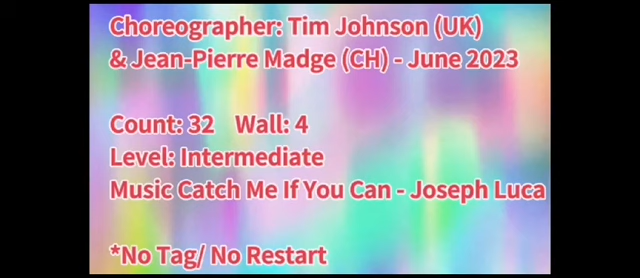 Choreographer: Tim Johnson (UK)
& Jean-Pierre Madge (CH) - June 2023
Count: 32 Wall: 4
Level: Intermediate
Music Catch Me If You Can - Joseph Luca
*No Tag/ No Restart